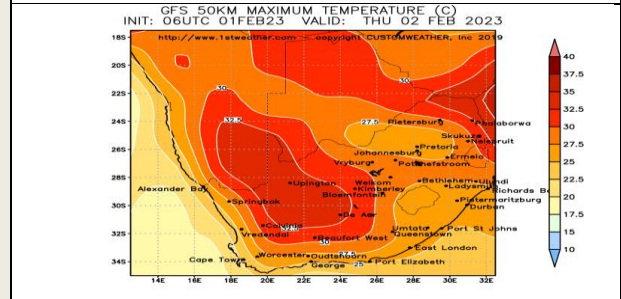 GFS 50KM MAXIMUM TEMPERATURE (C)
INIT: 06UTC 01FEB23 VALID: THU 02 FEB 2023
http://www.1stweather.com -- copyright CUSTOMWEATHER, Inc 2019
18S
20S
22S
24S
26S
28S
30S
32S
34S
14E 16E 18E 20E 22E 24E 26E 28E 30E 32E
40
37.5
35
32.5
30
27.5
25
22.5
20
17.5
15
10
30
30
32.5
27.5
30
27.5
25
Pietersburg
Phalaborwa
Skukuza
Nelspruit
Pretoria
Johannesburg
Ermelo
Vryburg
Potchefstroom
Welkom
Bethlehem
Ulundi
Ladysmith
Richards B
Alexander Bay
Upington
Kimberley
Bloemfontein
Springbok
Pietermaritzburg
Durban
De Aar
Calvinia
Vredendal
Umtata
Port St Johns
Queenstown
Beaufort West
East London
Cape Town
Worcester
Oudtshoorn
George
Port Elizabeth